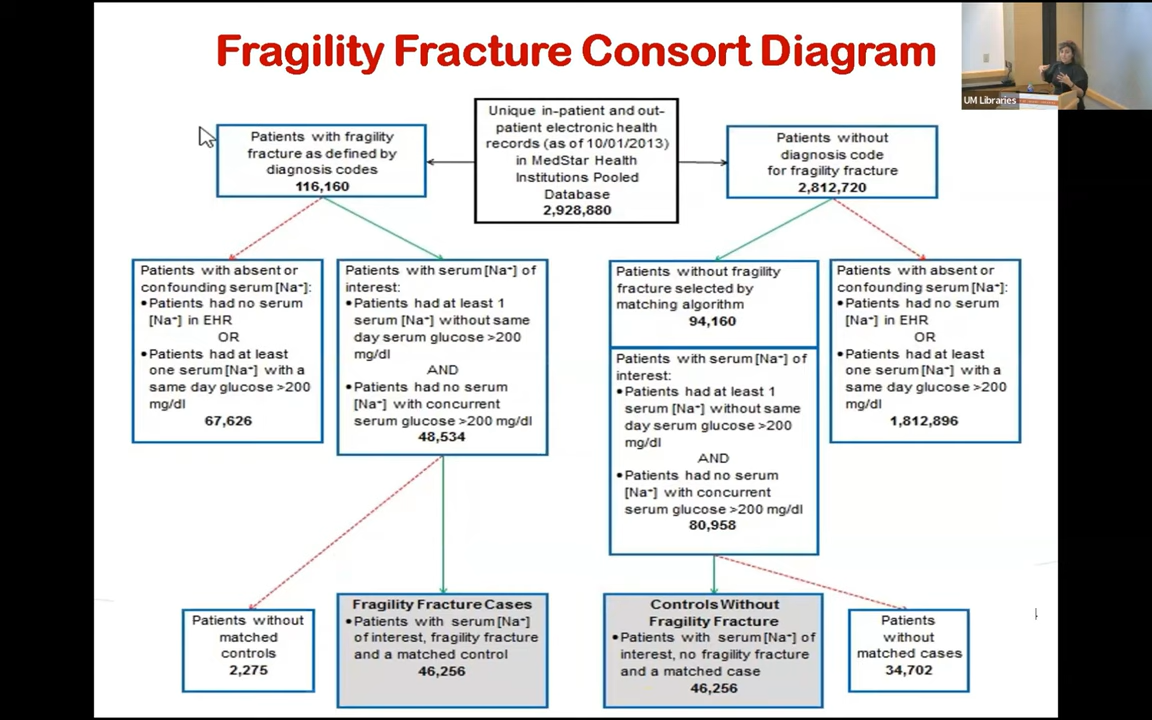 Fragility Fracture Consort Diagram
UM Libraries
Unique in-patient and out-
patient electronic health
records (as of 10/01/2013)
in MedStar Health
Institutions Pooled
Database
2,928,880
Patients with fragility
fracture as defined by
diagnosis codes
116,160
Patients without
diagnosis code
for fragility fracture
2,812,720
Patients with absent or
confounding serum [Na⁺]:
•Patients had no serum
[Na⁺] in EHR
OR
•Patients had at least
one serum [Na⁺] with a
same day glucose >200
mg/dl
67,626
Patients with serum [Na⁺] of
interest:
•Patients had at least 1
serum [Na⁺] without same
day serum glucose >200
mg/dl
AND
•Patients had no serum
[Na⁺] with concurrent
serum glucose >200 mg/dl
48,534
Patients without fragility
fracture selected by
matching algorithm
94,160
Patients with serum [Na⁺] of
interest:
•Patients had at least 1
serum [Na⁺] without same
day serum glucose >200
mg/dl
AND
•Patients had no serum
[Na⁺] with concurrent
serum glucose >200 mg/dl
80,958
Patients with absent or
confounding serum [Na⁺]:
•Patients had no serum
[Na⁺] in EHR
OR
•Patients had at least
one serum [Na⁺] with a
same day glucose >200
mg/dl
1,812,896
Patients without
matched
controls
2,275
Fragility Fracture Cases
•Patients with serum [Na⁺]
of interest, fragility fracture
and a matched control
46,256
Controls Without
Fragility Fracture
•Patients with serum [Na⁺] of
interest, no fragility fracture
and a matched case
46,256
Patients
without
matched cases
34,702